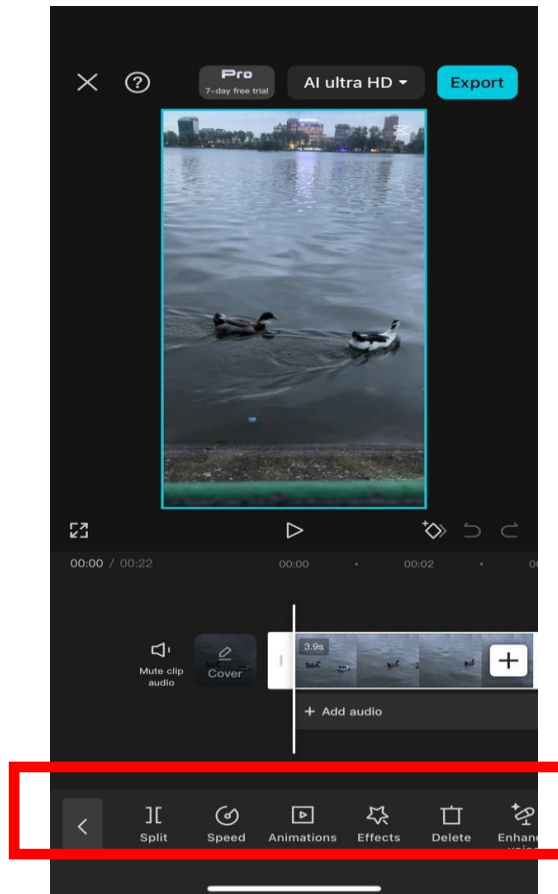 Pro
7-day free trial
AI ultra HD
Export
00:00 / 00:22
00:00
00:02
3.9s
Mute clip
audio
Cover
+ Add audio
Split
Speed
Animations
Effects
Delete